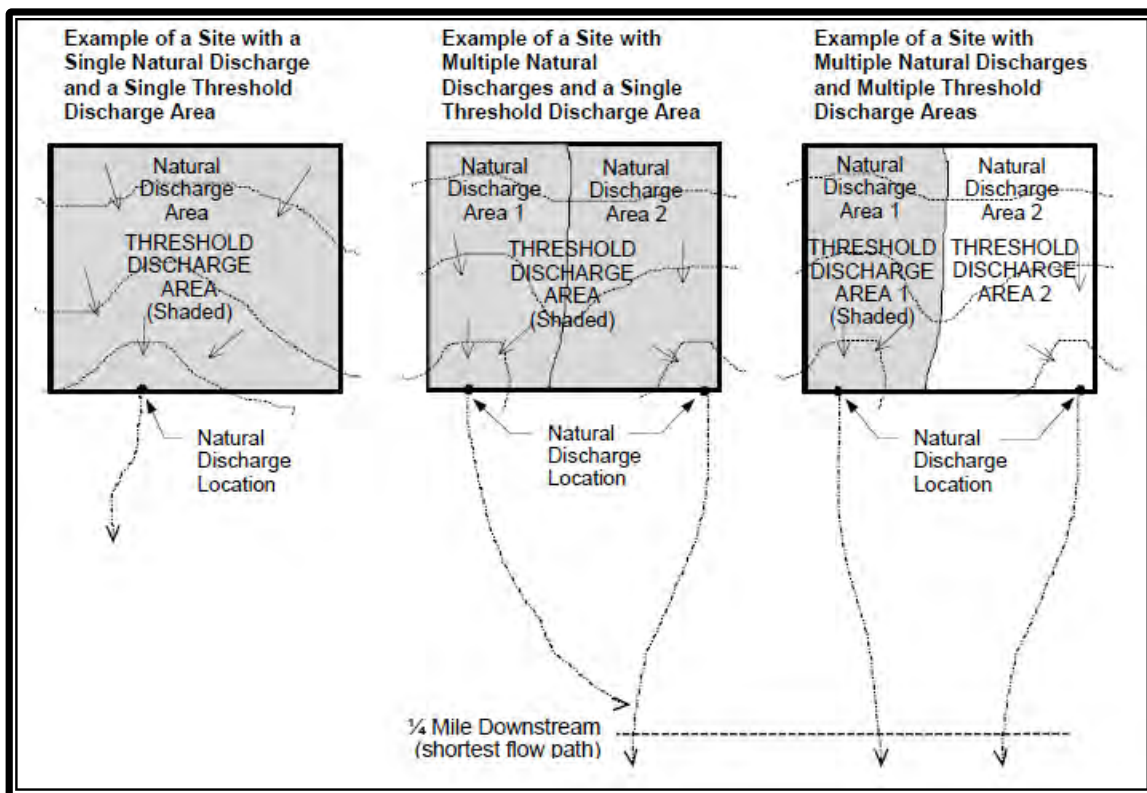 Example of a Site with a
Single Natural Discharge
and a Single Threshold
Discharge Area
Natural
Discharge
Area
THRESHOLD
DISCHARGE
AREA
(Shaded)
Natural
Discharge
Location
Example of a Site with
Multiple Natural
Discharges and a Single
Threshold Discharge Area
Natural
Discharge
Area 1
Natural
Discharge
Area 2
THRESHOLD
DISCHARGE
AREA
(Shaded)
Natural
Discharge
Location
Example of a Site with
Multiple Natural Discharges
and Multiple Threshold
Discharge Areas
Natural
Discharge
Area 1
Natural
Discharge
Area 2
THRESHOLD
DISCHARGE
AREA 1
(Shaded)
THRESHOLD
DISCHARGE
AREA 2
Natural
Discharge
Location
¼ Mile Downstream
(shortest flow path)